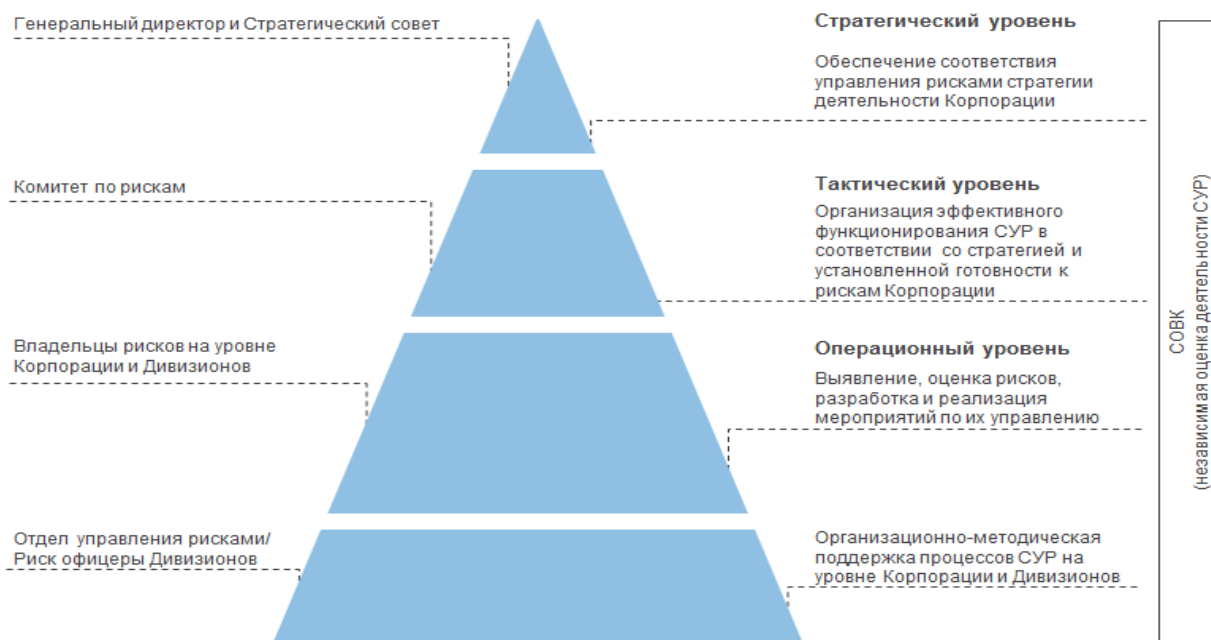 Генеральный директор и Стратегический совет
Стратегический уровень
Обеспечение соответствия
управления рисками стратегии
деятельности Корпорации
Комитет по рискам
Тактический уровень
Организация эффективного
функционирования СУР в
соответствии со стратегией и
установленной готовности к
рискам Корпорации
Владельцы рисков на уровне
Корпорации и Дивизионов
Операционный уровень
Выявление, оценка рисков,
разработка и реализация
мероприятий по их управлению
Отдел управления рисками/
Риск офицеры Дивизионов
Организационно-методическая
поддержка процессов СУР на
уровне Корпорации и Дивизионов
СОВК
(независимая оценка деятельности СУР)